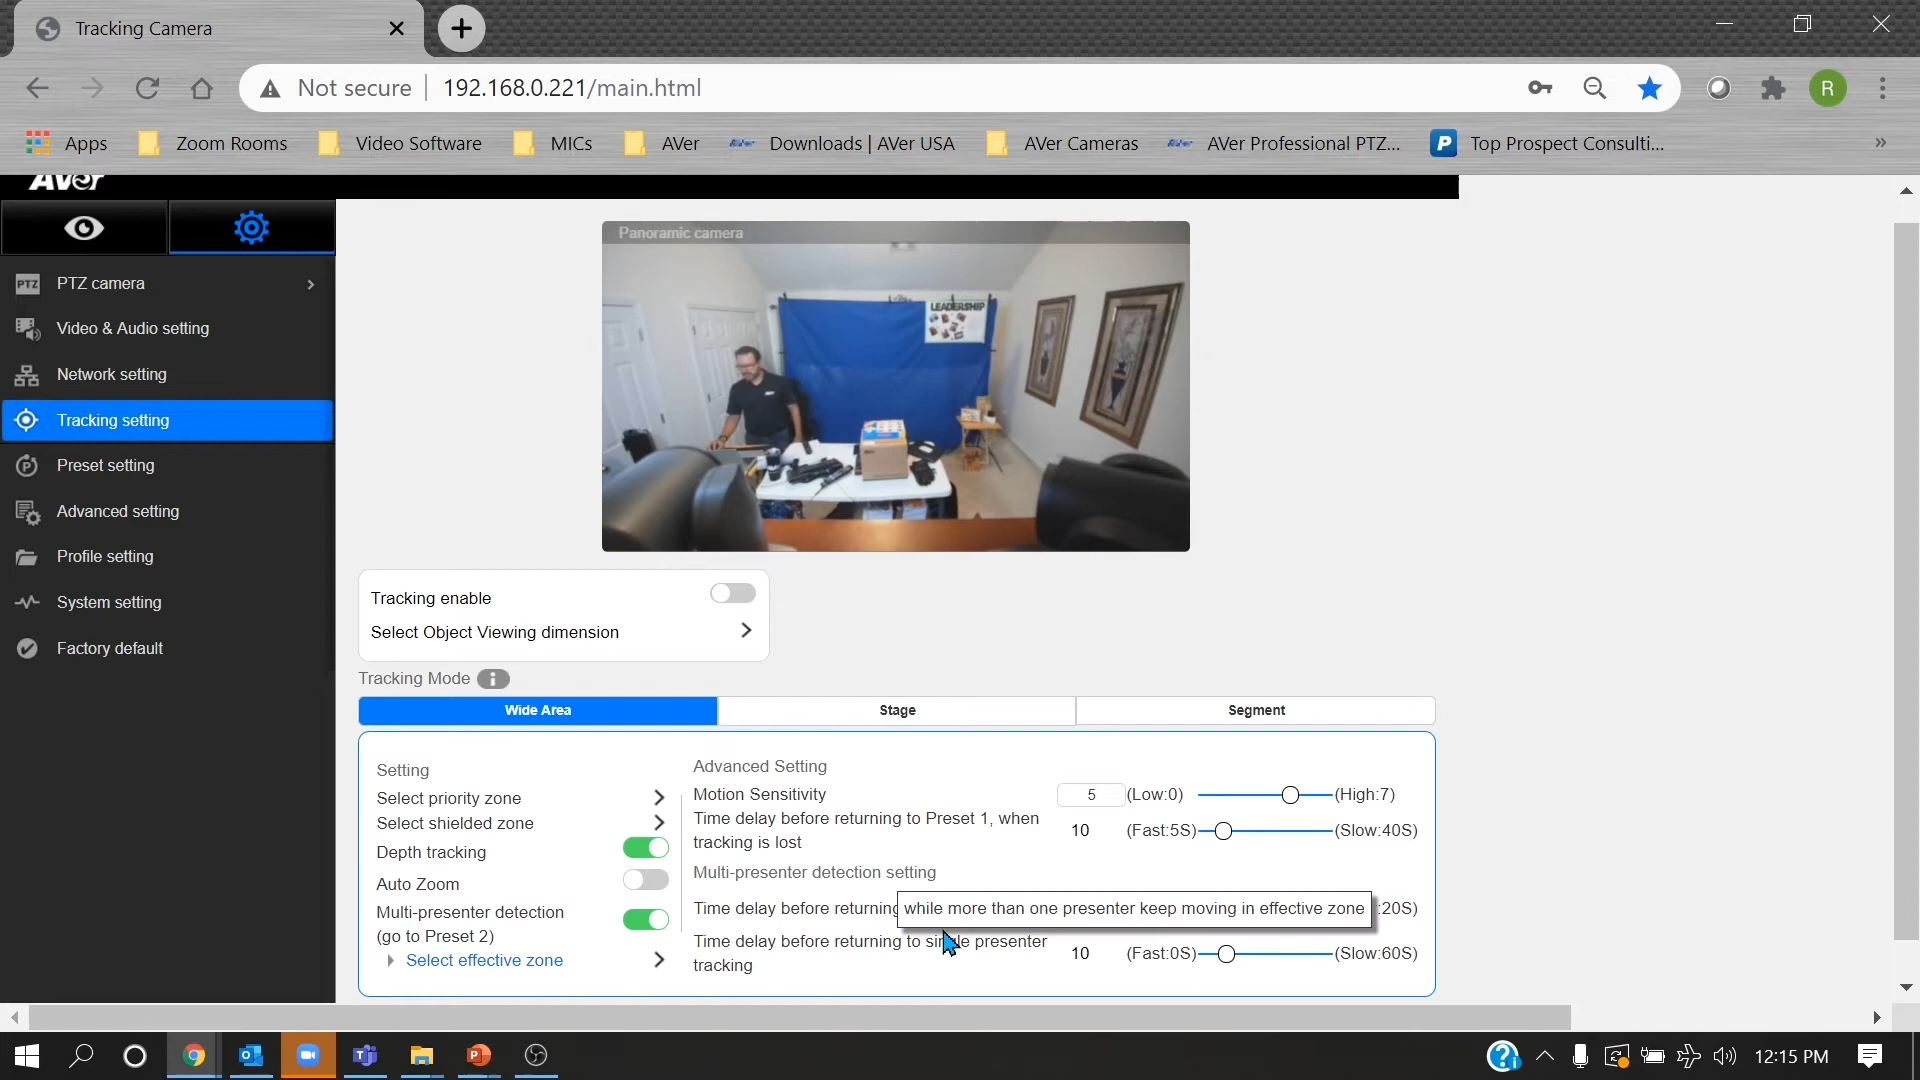 Tracking Camera
Not secure 192.168.0.221/main.html
R
Apps Zoom Rooms Video Software MICs AVer Downloads | AVer USA AVer Cameras AVer Professional PTZ... Top Prospect Consulti... »
AVer
Panoramic camera
LEADERSHIP
PTZ PTZ camera
Video & Audio setting
Network setting
Tracking setting
Preset setting
Advanced setting
Profile setting
System setting
Factory default
Tracking enable
Select Object Viewing dimension
Tracking Mode i
Wide Area Stage Segment
Setting
Select priority zone
Select shielded zone
Depth tracking
Auto Zoom
Multi-presenter detection
(go to Preset 2)
Select effective zone
Advanced Setting
Motion Sensitivity 5 (Low:0) (High:7)
Time delay before returning to Preset 1, when
tracking is lost 10 (Fast:5S) (Slow:40S)
Multi-presenter detection setting
Time delay before returning while more than one presenter keep moving in effective zone :20S)
Time delay before returning to single presenter
tracking 10 (Fast:0S) (Slow:60S)
12:15 PM